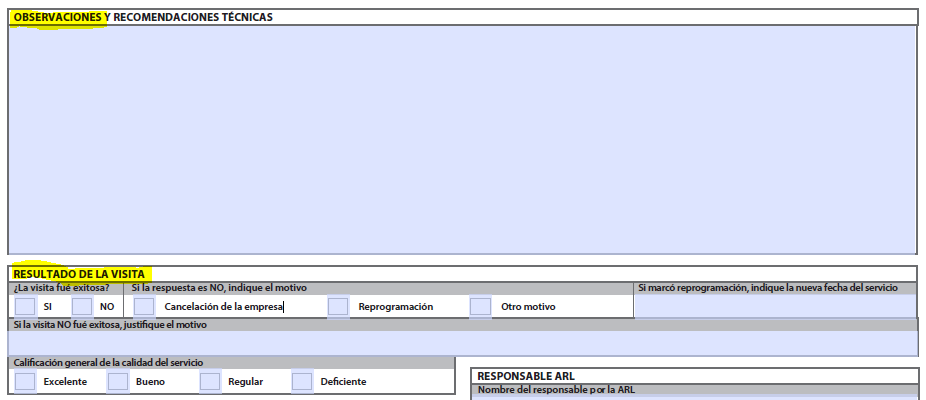 OBSERVACIONES Y RECOMENDACIONES TÉCNICAS
RESULTADO DE LA VISITA
¿La visita fué exitosa? Si la respuesta es NO, indique el motivo Si marcó reprogramación, indique la nueva fecha del servicio
SI NO Cancelación de la empresa Reprogramación Otro motivo
Si la visita NO fué exitosa, justifique el motivo
Calificación general de la calidad del servicio
Excelente Bueno Regular Deficiente
RESPONSABLE ARL
Nombre del responsable por la ARL